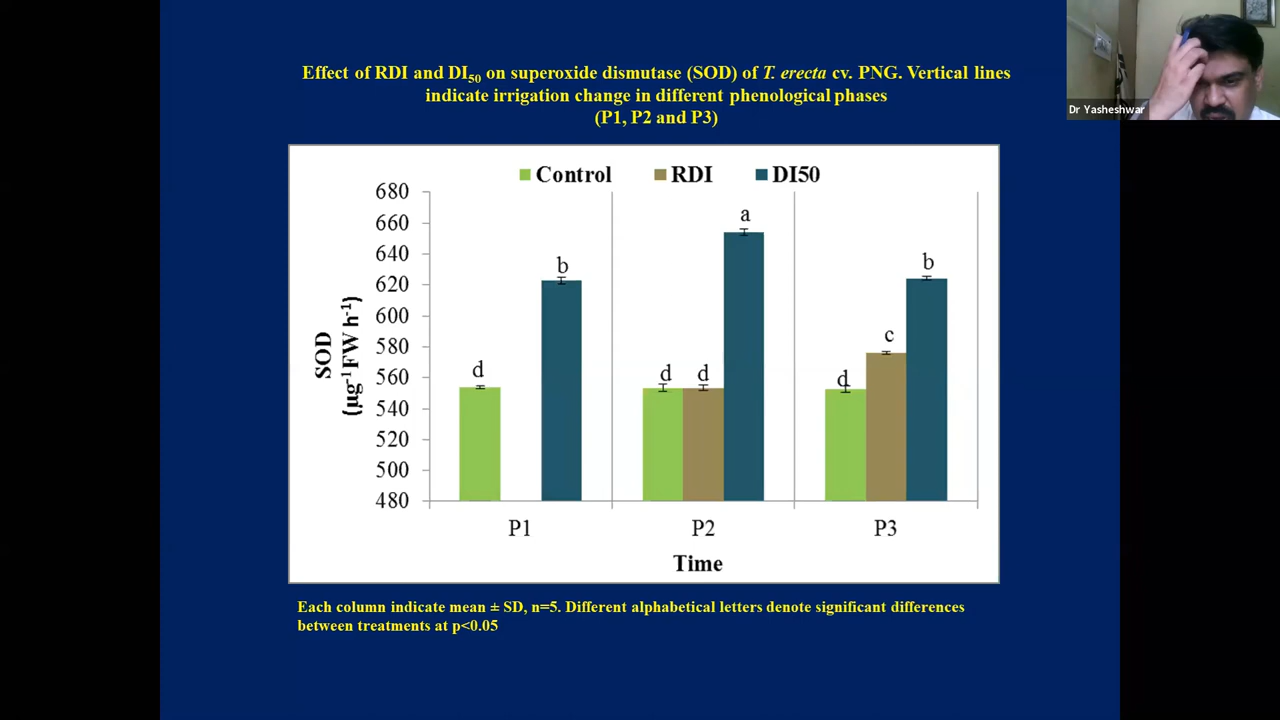 Effect of RDI and DI50 on superoxide dismutase (SOD) of T. erecta cv. PNG. Vertical lines
indicate irrigation change in different phenological phases
(P1, P2 and P3)
Dr Yasheshwar
Control RDI DI50
680
660
640
620
600
580
560
540
520
500
480
SOD
(µg-1 FW h-1)
d b
d d a
d c b
P1 P2 P3
Time
Each column indicate mean ± SD, n=5. Different alphabetical letters denote significant differences
between treatments at p<0.05